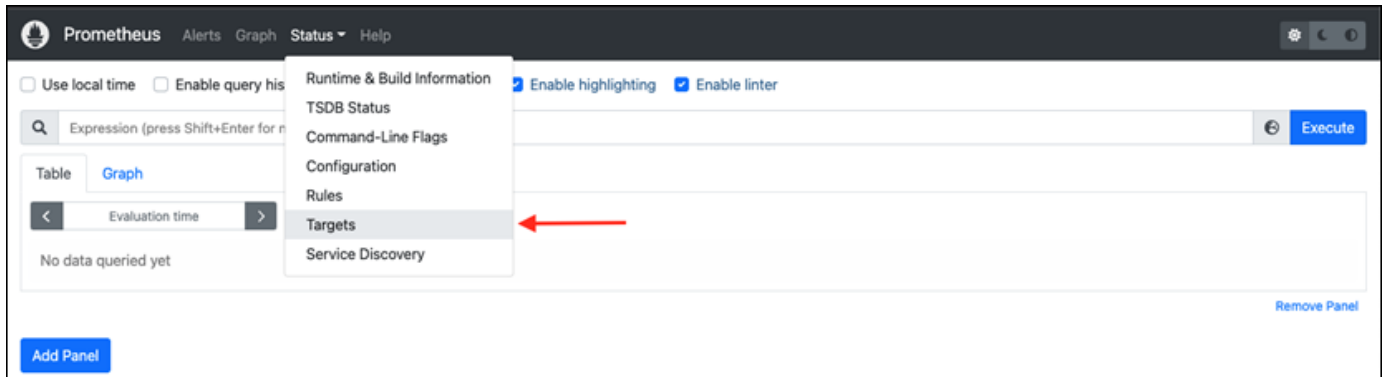 Prometheus Alerts Graph Status Help
Use local time Enable query his Enable highlighting Enable linter
Expression (press Shift+Enter for n Execute
Runtime & Build Information
TSDB Status
Command-Line Flags
Configuration
Rules
Targets
Service Discovery
Table Graph
Evaluation time
No data queried yet
Remove Panel
Add Panel